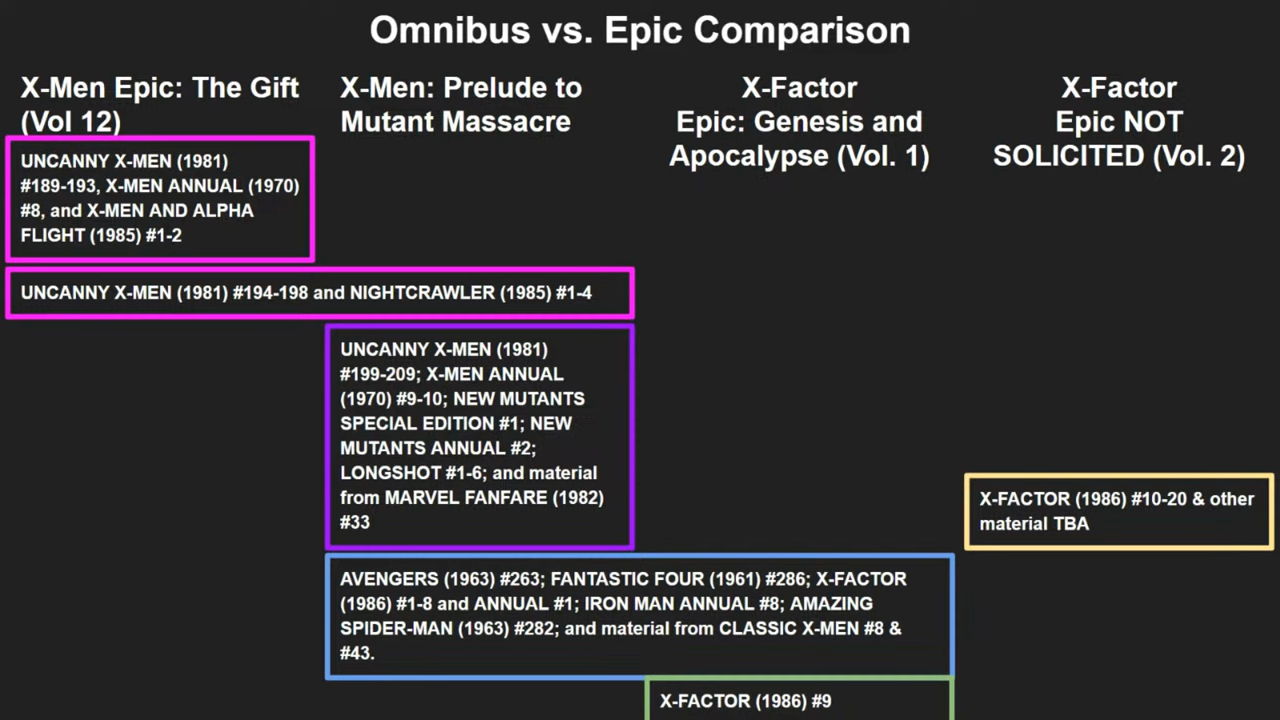 Omnibus vs. Epic Comparison
X-Men Epic: The Gift
(Vol 12)
X-Men: Prelude to
Mutant Massacre
X-Factor
Epic: Genesis and
Apocalypse (Vol. 1)
X-Factor
Epic NOT
SOLICITED (Vol. 2)
UNCANNY X-MEN (1981)
#189-193, X-MEN ANNUAL (1970)
#8, and X-MEN AND ALPHA
FLIGHT (1985) #1-2
UNCANNY X-MEN (1981) #194-198 and NIGHTCRAWLER (1985) #1-4
UNCANNY X-MEN (1981)
#199-209; X-MEN ANNUAL
(1970) #9-10; NEW MUTANTS
SPECIAL EDITION #1; NEW
MUTANTS ANNUAL #2;
LONGSHOT #1-6; and material
from MARVEL FANFARE (1982)
#33
X-FACTOR (1986) #10-20 & other
material TBA
AVENGERS (1963) #263; FANTASTIC FOUR (1961) #286; X-FACTOR
(1986) #1-8 and ANNUAL #1; IRON MAN ANNUAL #8; AMAZING
SPIDER-MAN (1963) #282; and material from CLASSIC X-MEN #8 &
#43.
X-FACTOR (1986) #9